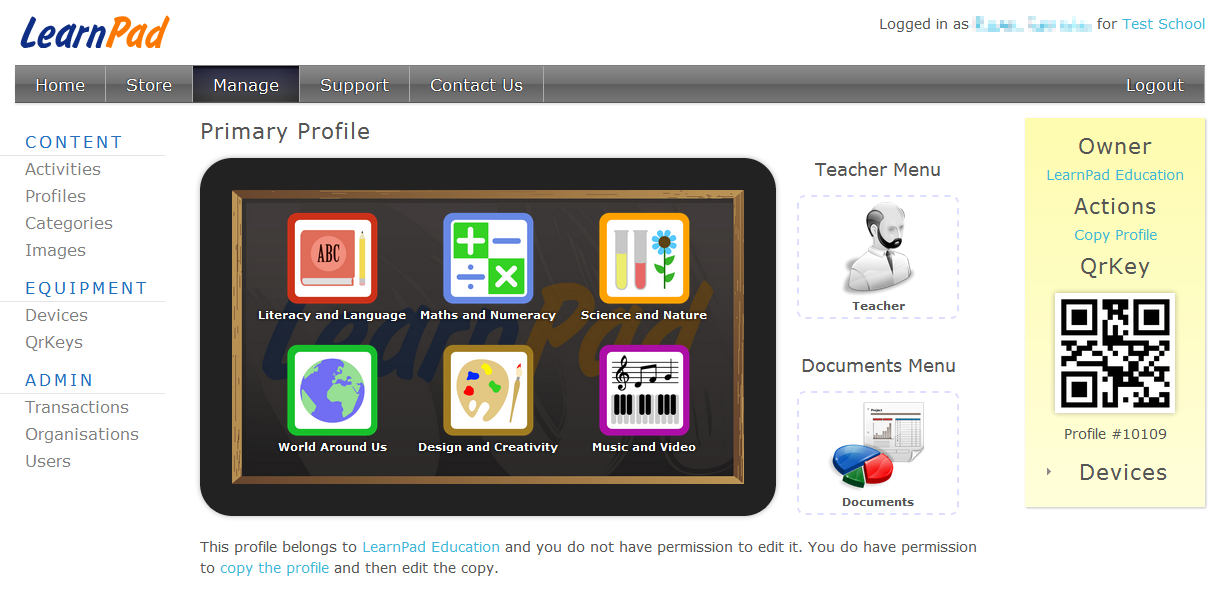 LearnPad
Logged in as for Test School
Home Store Manage Support Contact Us Logout
CONTENT
Activities
Profiles
Categories
Images
EQUIPMENT
Devices
QrKeys
ADMIN
Transactions
Organisations
Users
Primary Profile
ABC
Literacy and Language Maths and Numeracy Science and Nature
LearnPad
World Around Us Design and Creativity Music and Video
Teacher Menu
Teacher
Documents Menu
Project
Documents
This profile belongs to LearnPad Education and you do not have permission to edit it. You do have permission
to copy the profile and then edit the copy.
Owner
LearnPad Education
Actions
Copy Profile
QrKey
Profile #10109
Devices